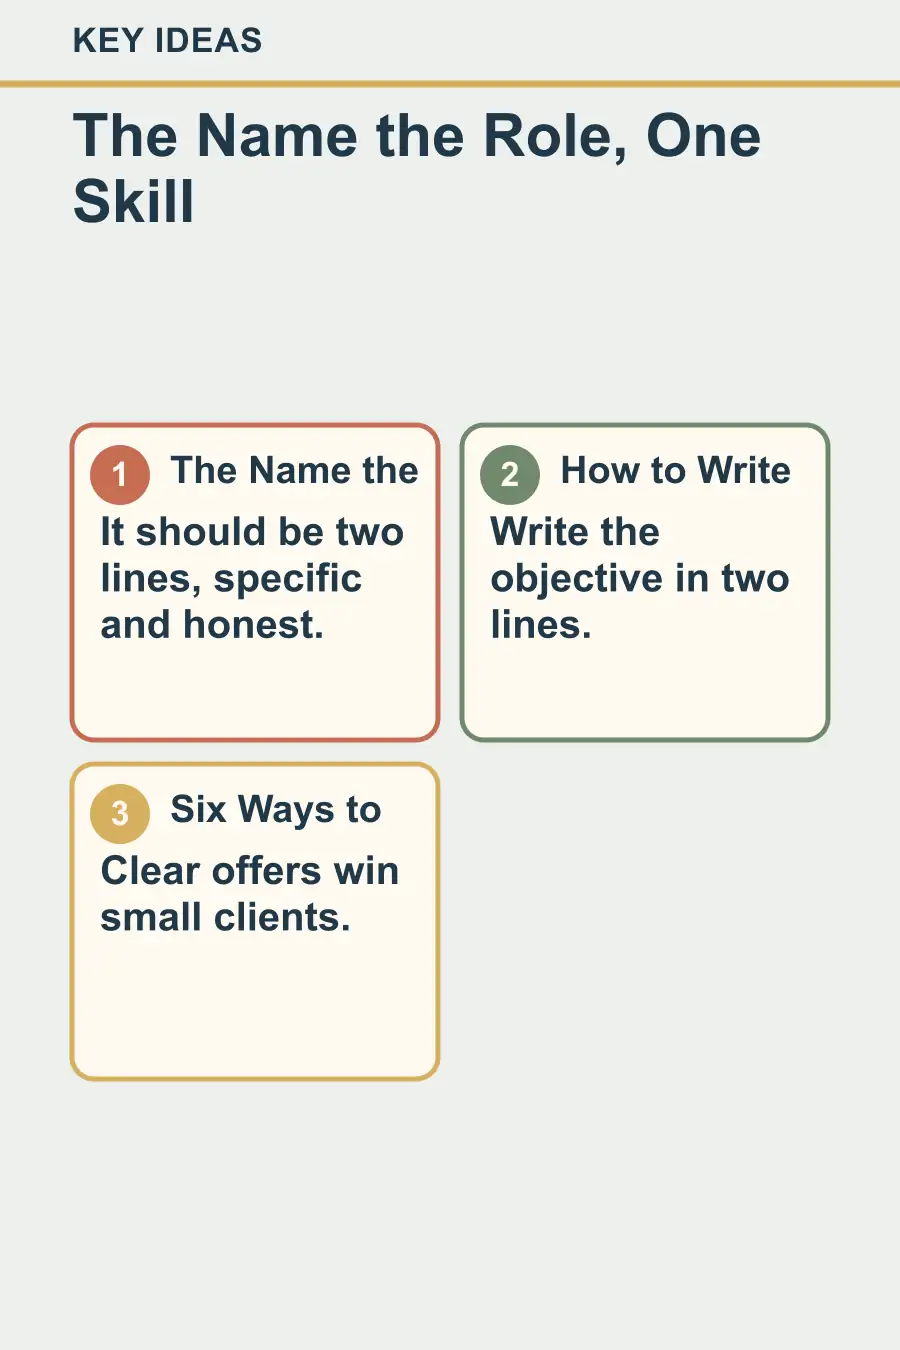 KEY IDEAS
The Name the Role, One
Skill
1
The Name the
It should be two
lines, specific
and honest.
2
How to Write
Write the
objective in two
lines.
3
Six Ways to
Clear offers win
small clients.